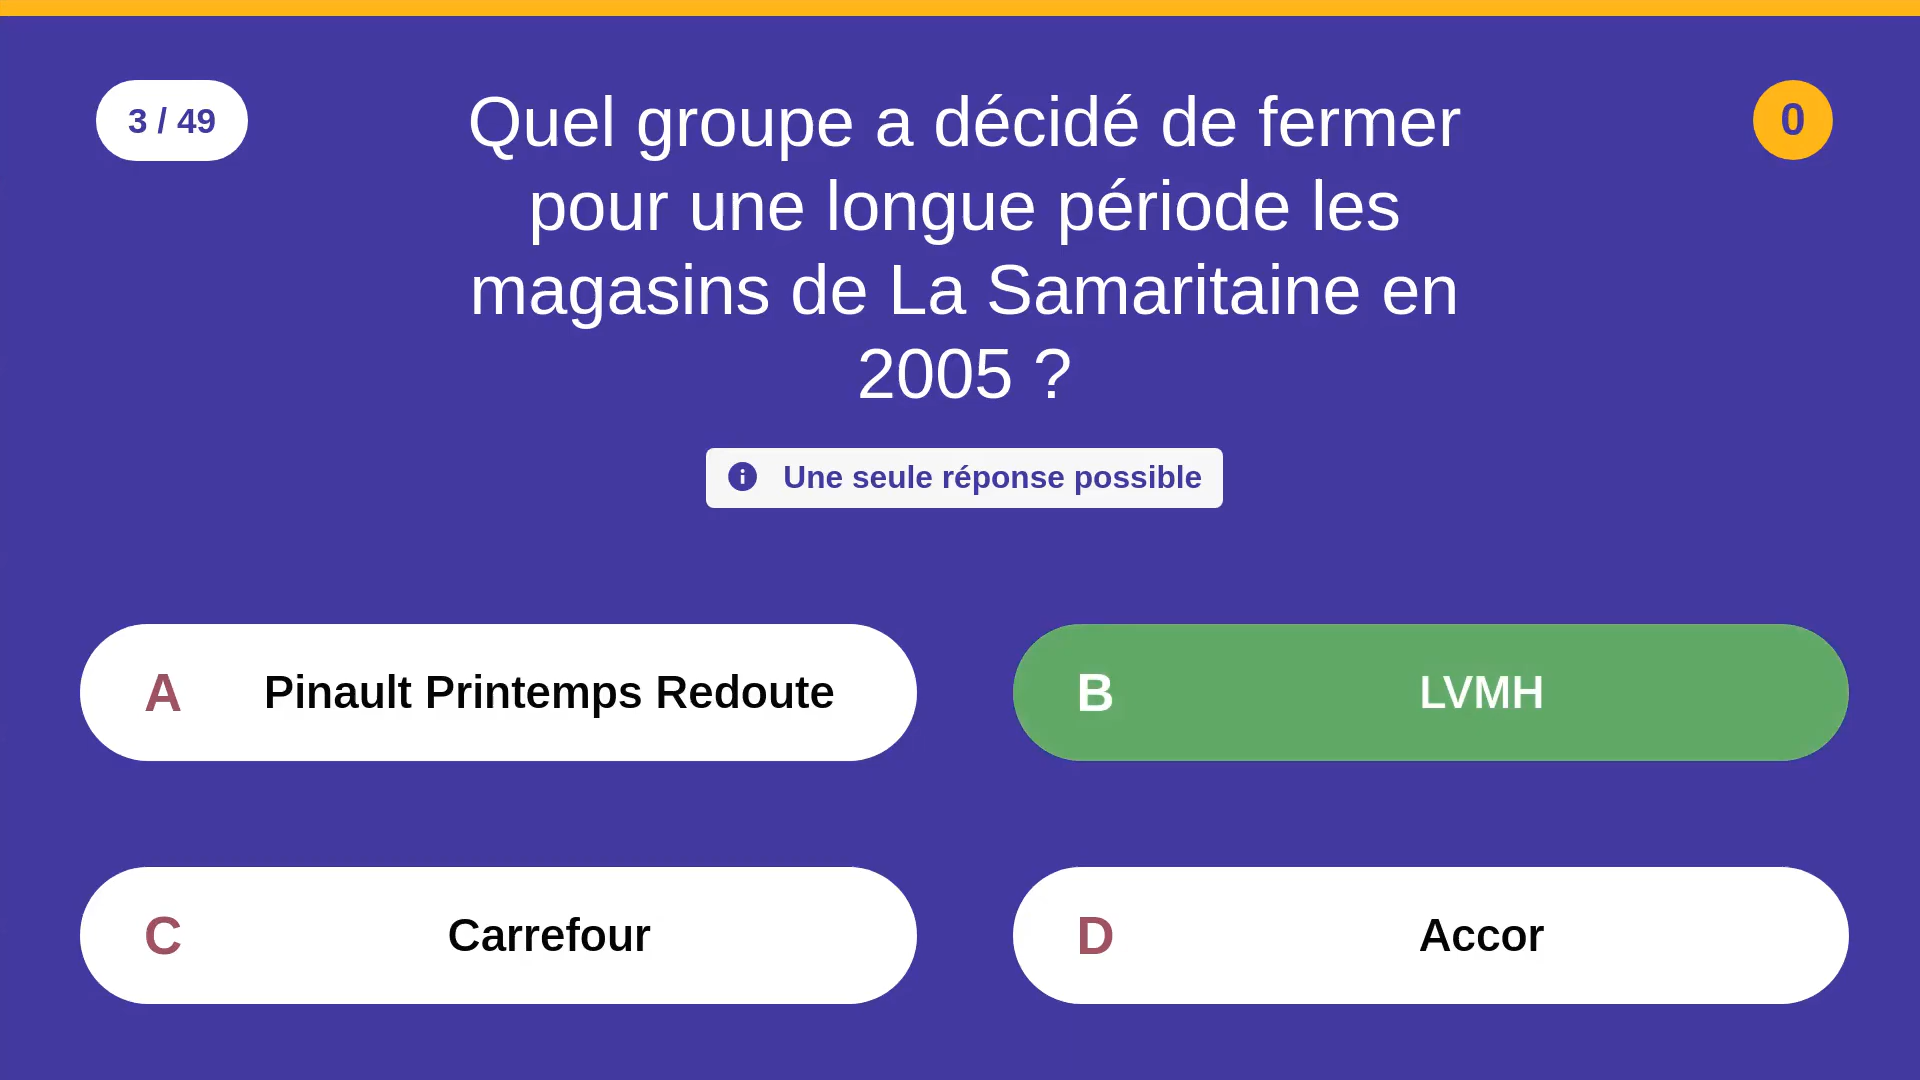 3 / 49
Quel groupe a décidé de fermer
pour une longue période les
magasins de La Samaritaine en
2005 ?
0
Une seule réponse possible
A Pinault Printemps Redoute
B LVMH
C Carrefour
D Accor